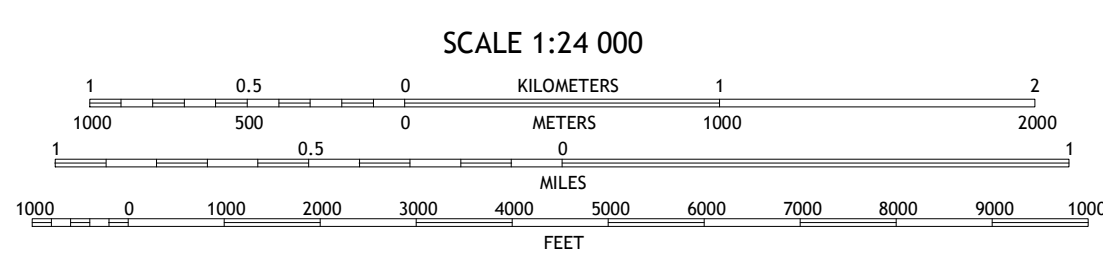 SCALE 1:24 000
1 0.5 0 KILOMETERS 1 2
1000 500 0 METERS 1000 2000
1 0.5 0 1
MILES
1000 0 1000 2000 3000 4000 5000 6000 7000 8000 9000 1000
FEET